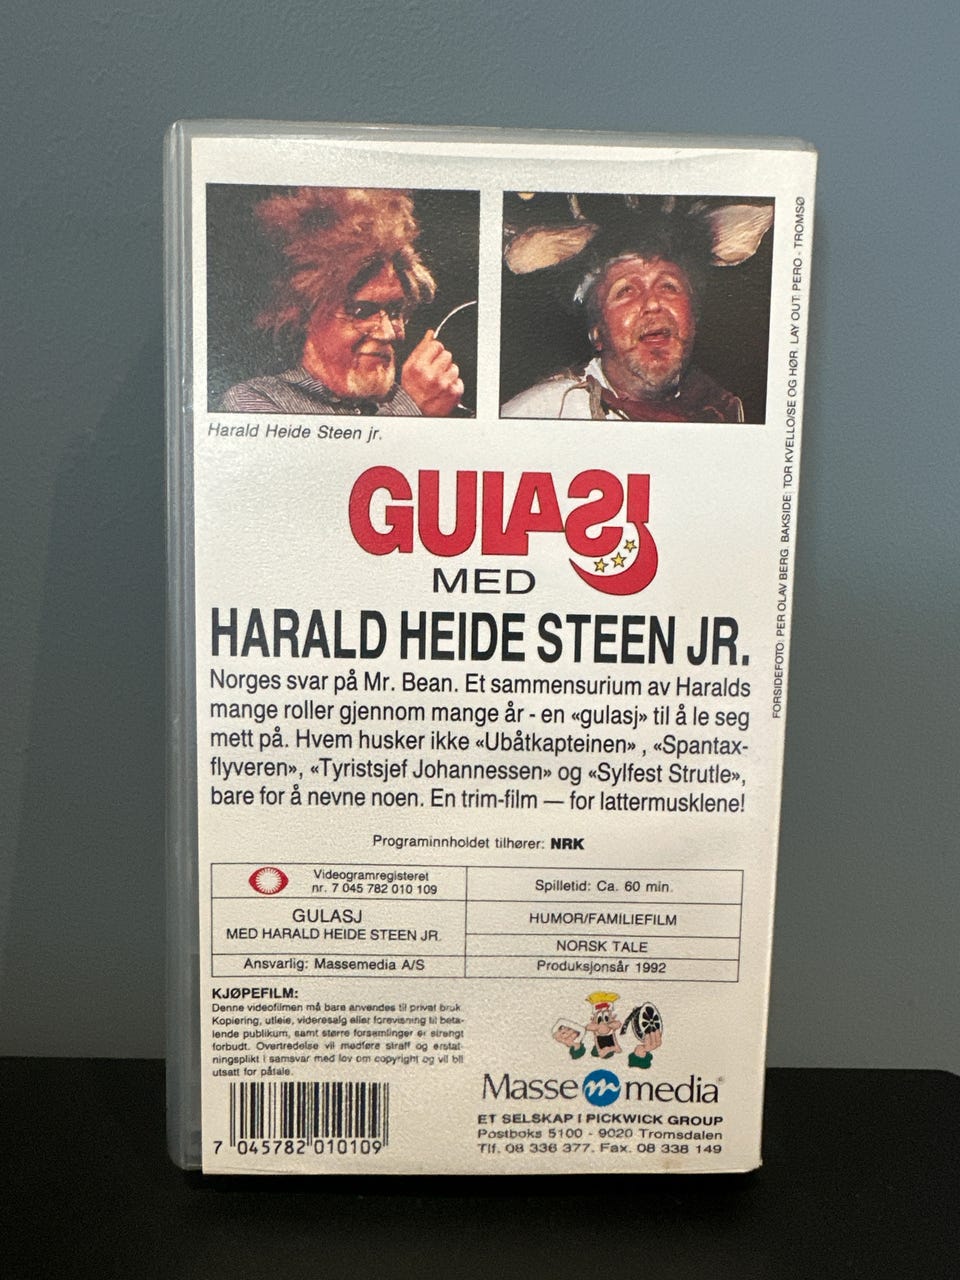 Harald Heide Steen jr.
GULASJ
MED
HARALD HEIDE STEEN JR.
Norges svar på Mr. Bean. Et sammensurium av Haralds
mange roller gjennom mange år - en «gulasj» til å le seg
mett på. Hvem husker ikke «Ubåtkapteinen» , «Spantax-
flyveren», «Tyristsjef Johannessen» og «Sylfest Strutle»,
bare for å nevne noen. En trim-film — for lattermusklene!
Programinnholdet tilhører: NRK
Videogramregisteret
nr. 7 045 782 010 109
Spilletid: Ca. 60 min.
GULASJ
MED HARALD HEIDE STEEN JR.
HUMOR/FAMILIEFILM
NORSK TALE
Ansvarlig: Massemedia A/S
Produksjonsår 1992
KJØPEFILM:
Denne videofilmen må bare anvendes til privat bruk.
Kopiering, utleie, videresalg eller forevisning til beta-
lende publikum, samt større forsamlinger er strengt
forbudt. Overtredelse vil medføre straff og erstat-
ningsplikt i samsvar med lov om copyright og vil bli
utsatt for påtale.
7 045782 010109
Masse m media
ET SELSKAP I PICKWICK GROUP
Postboks 5100 - 9020 Tromsdalen
Tlf. 08 336 377. Fax. 08 338 149
FORSIDEFOTO: PER OLAV BERG. BAKSIDE: TOR KVELLO/SE OG HØR. LAY OUT: PERO - TROMSØ